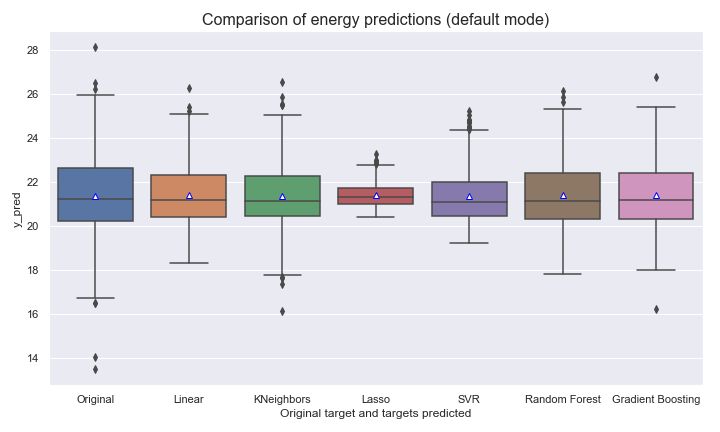 Comparison of energy predictions (default mode)
28
26
24
22
20
18
16
14
y_pred
Original Linear KNeighbors Lasso SVR Random Forest Gradient Boosting
Original target and targets predicted